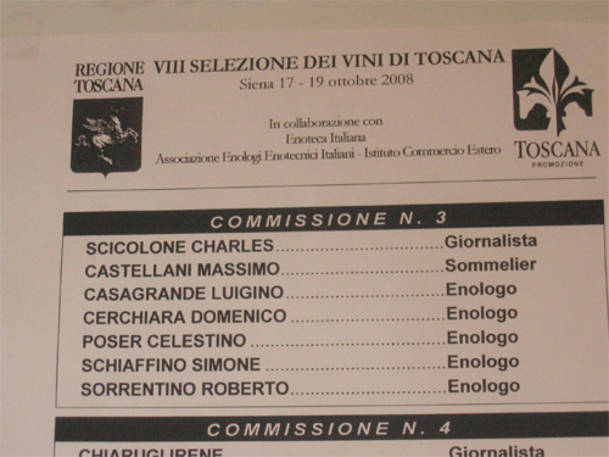 REGIONE TOSCANA
VIII SELEZIONE DEI VINI DI TOSCANA
Siena 17 - 19 ottobre 2008
In collaborazione con
Enoteca Italiana
Associazione Enologi Enotecnici Italiani - Istituto Commercio Estero
TOSCANA
PROMOZIONE
COMMISSIONE N. 3
SCICOLONE CHARLES..............................Giornalista
CASTELLANI MASSIMO.............................Sommelier
CASAGRANDE LUIGINO............................Enologo
CERCHIARA DOMENICO ...........................Enologo
POSER CELESTINO ...................................Enologo
SCHIAFFINO SIMONE ................................Enologo
SORRENTINO ROBERTO...........................Enologo
COMMISSIONE N. 4
CHIARUGI IRENE Giornalista